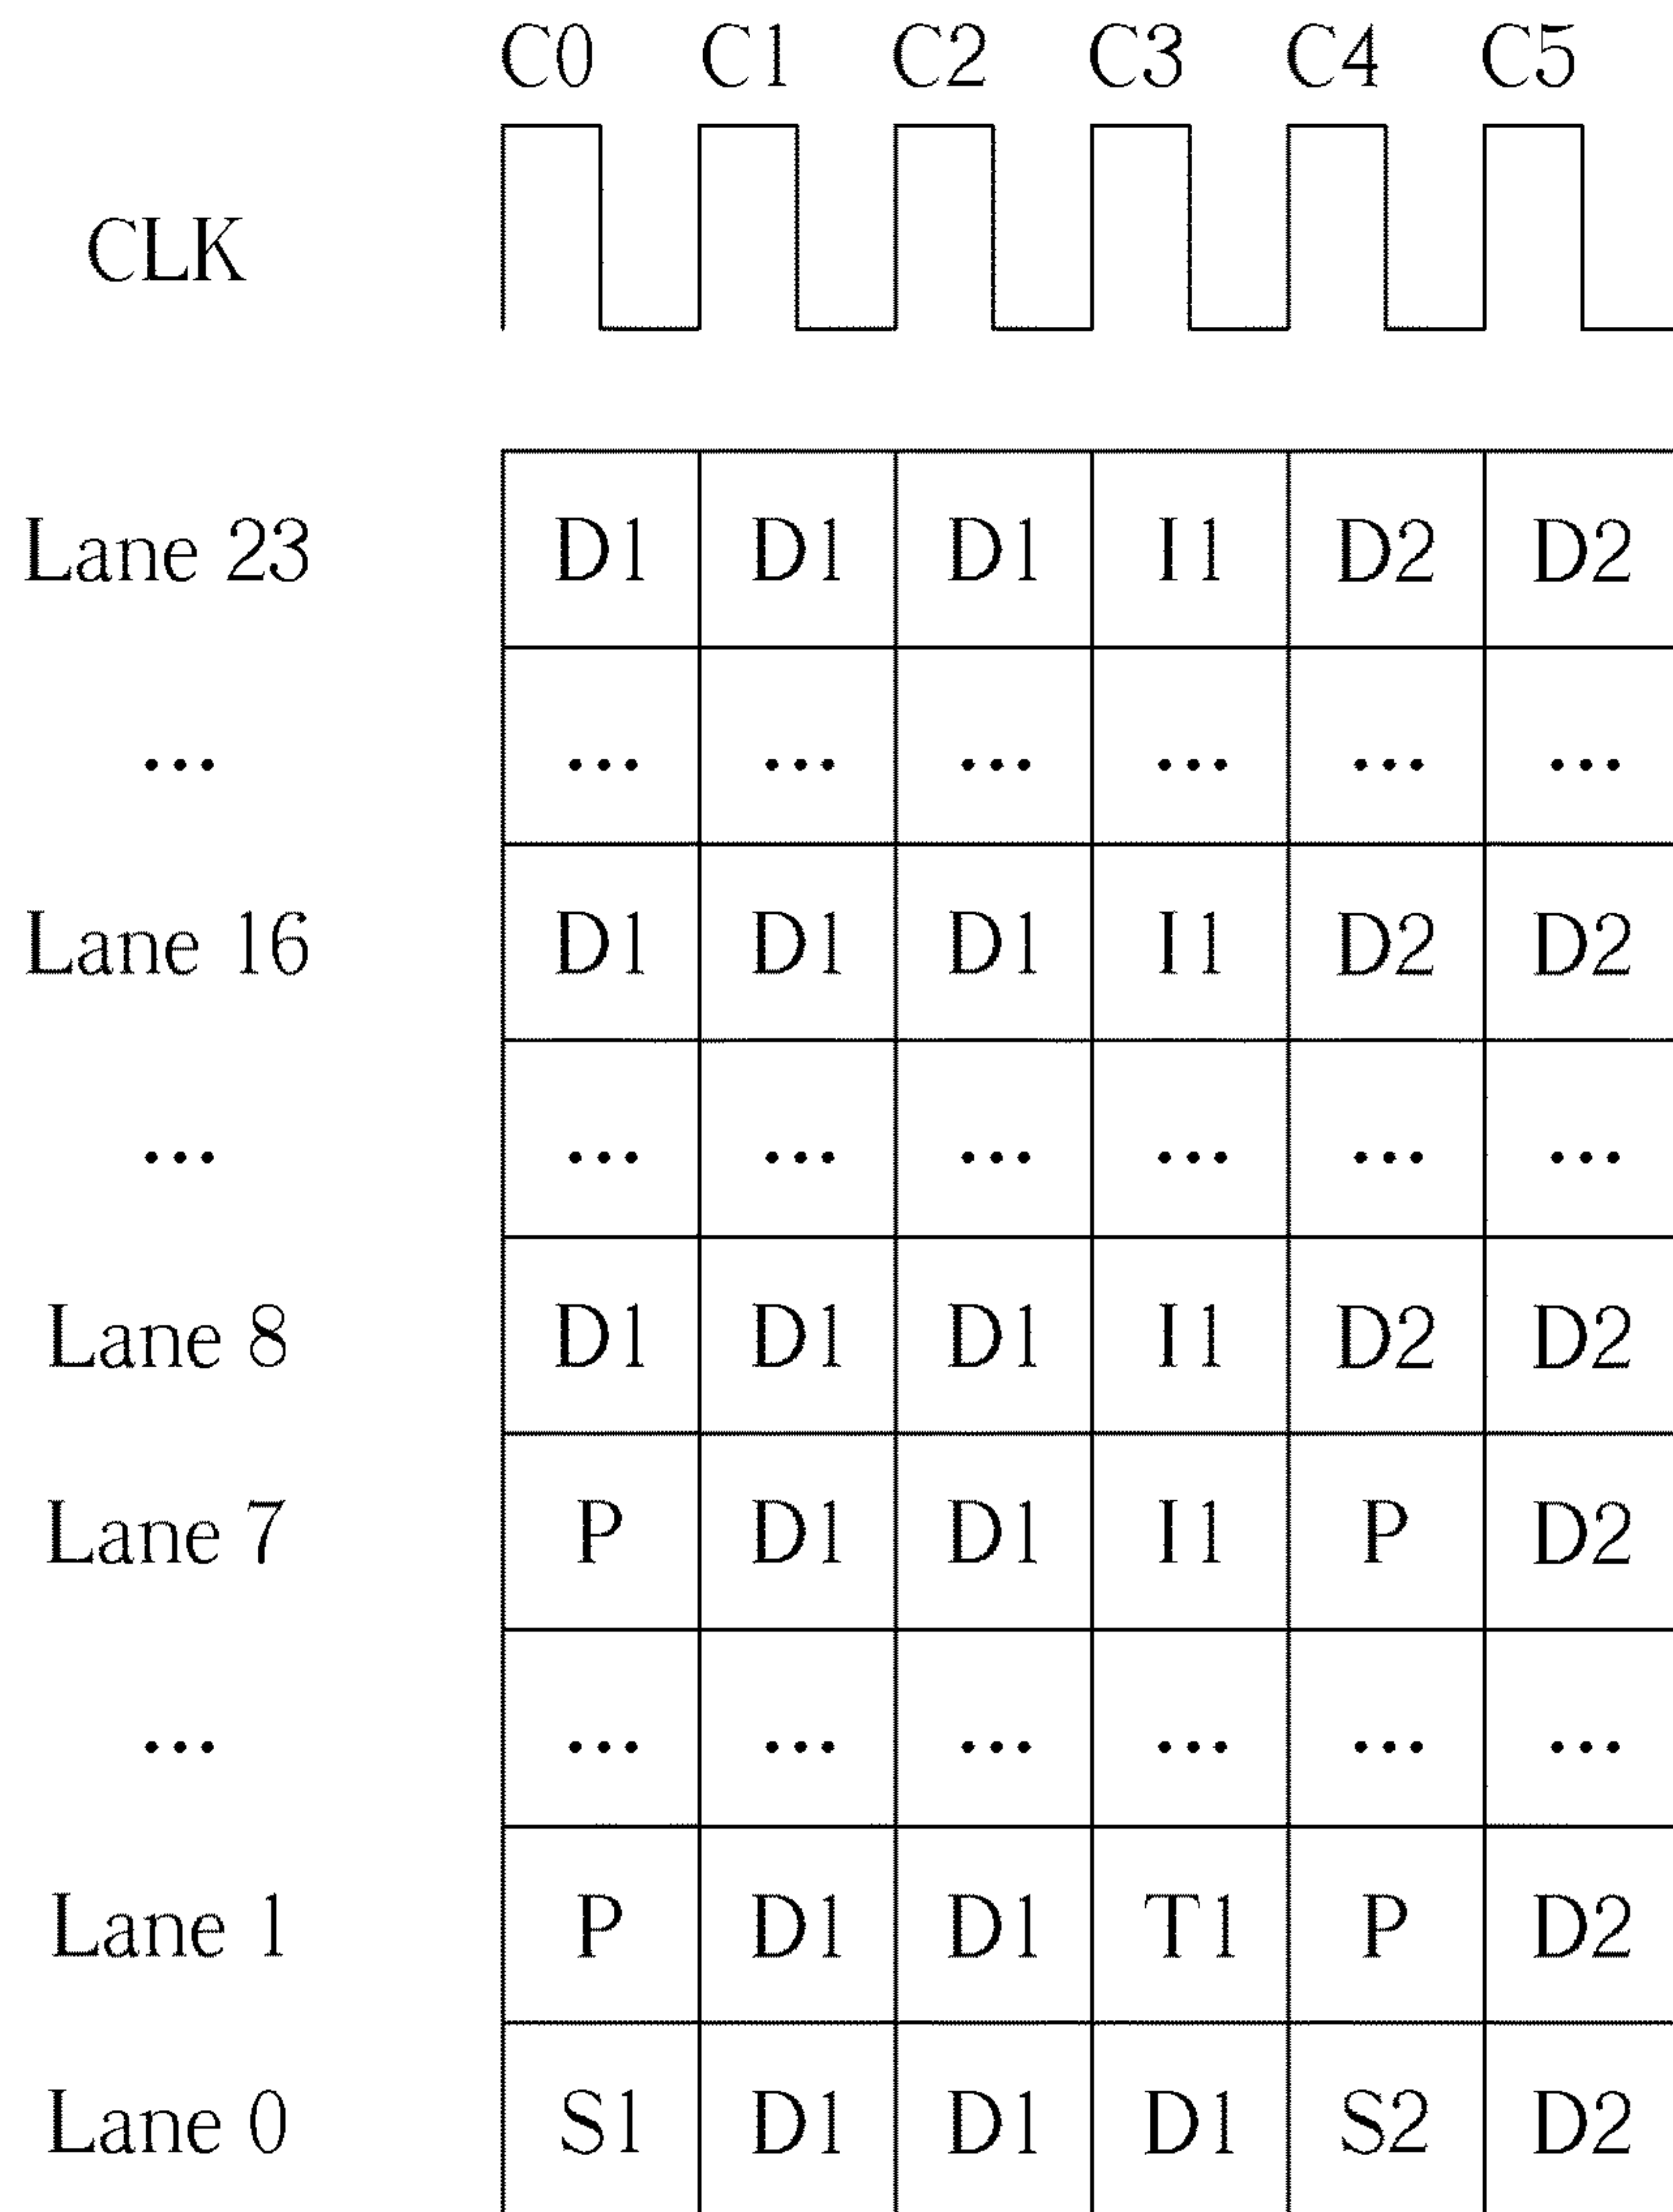 C0 C1 C2 C3 C4 C5
CLK
Lane 23 D1 D1 D1 I1 D2 D2
... ... ... ... ... ... ...
Lane 16 D1 D1 D1 I1 D2 D2
... ... ... ... ... ... ...
Lane 8 D1 D1 D1 I1 D2 D2
Lane 7 P D1 D1 I1 P D2
... ... ... ... ... ... ...
Lane 1 P D1 D1 T1 P D2
Lane 0 S1 D1 D1 D1 S2 D2